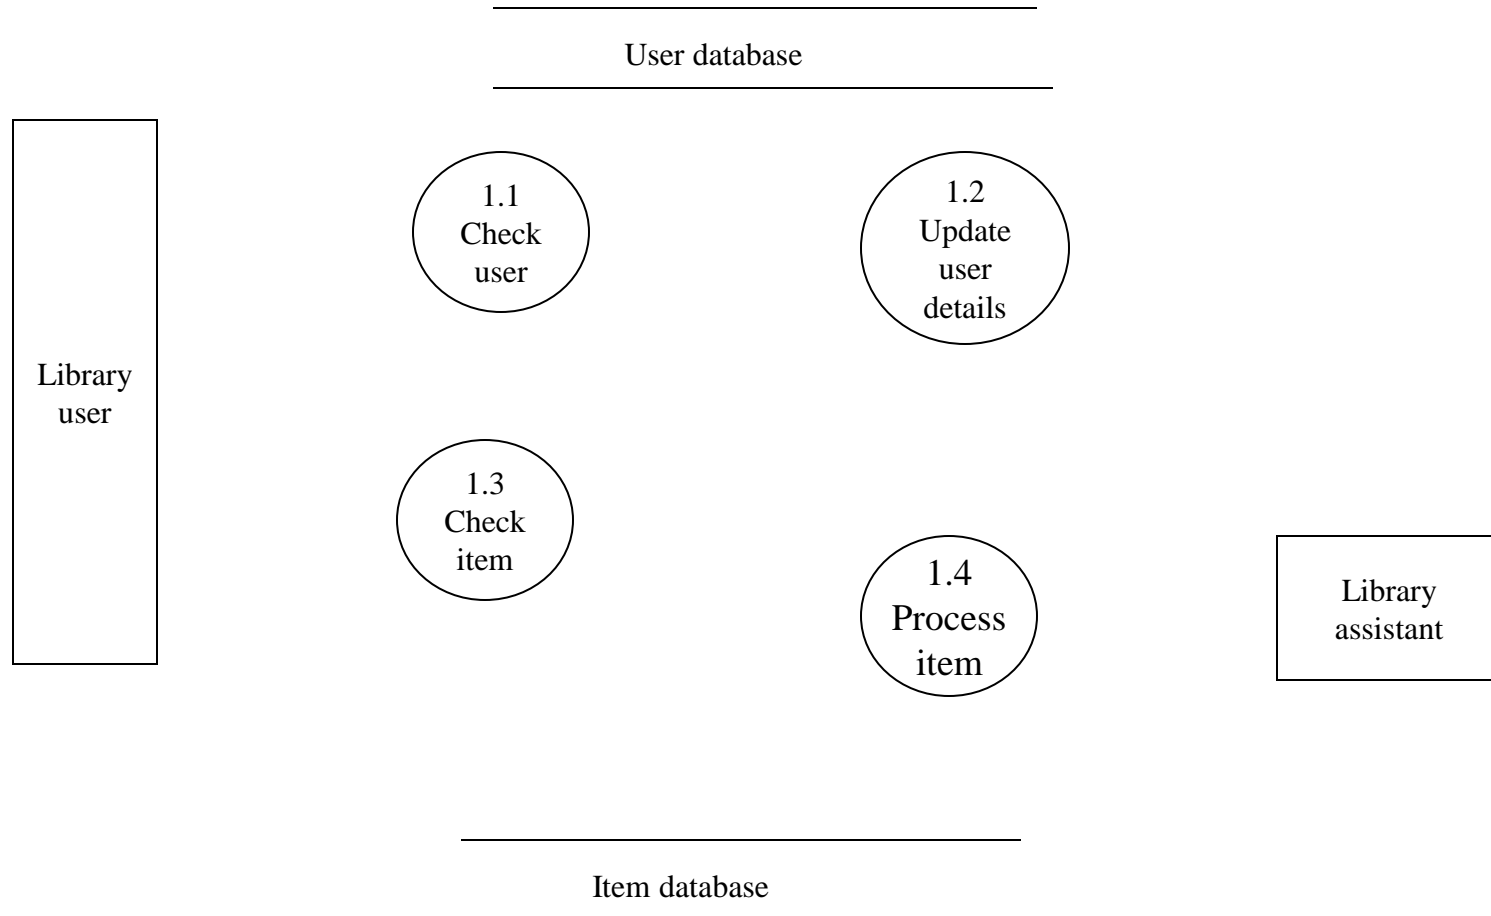 User database
1.1
Check
user
1.2
Update
user
details
Library
user
1.3
Check
item
1.4
Process
item
Library
assistant
Item database